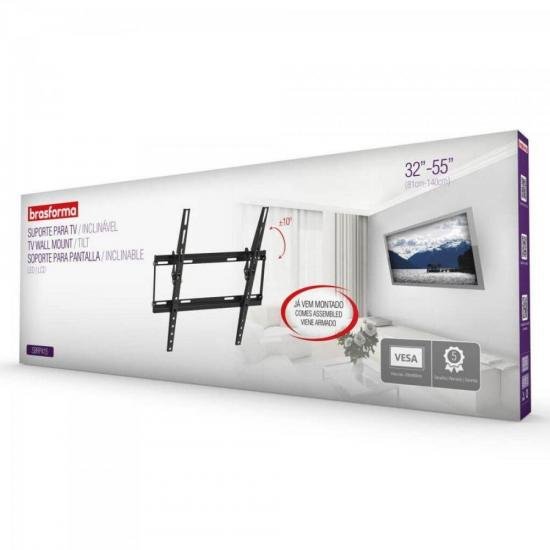 brasforma
SUPORTE PARA TV / INCLINÁVEL
TV WALL MOUNT / TILT
SOPORTE PARA PANTALLA / INCLINABLE
LED / LCD
±10°
JÁ VEM MONTADO
COMES ASSEMBLED
VIENE ARMADO
32"-55"
(81cm-140cm)
VESA
5